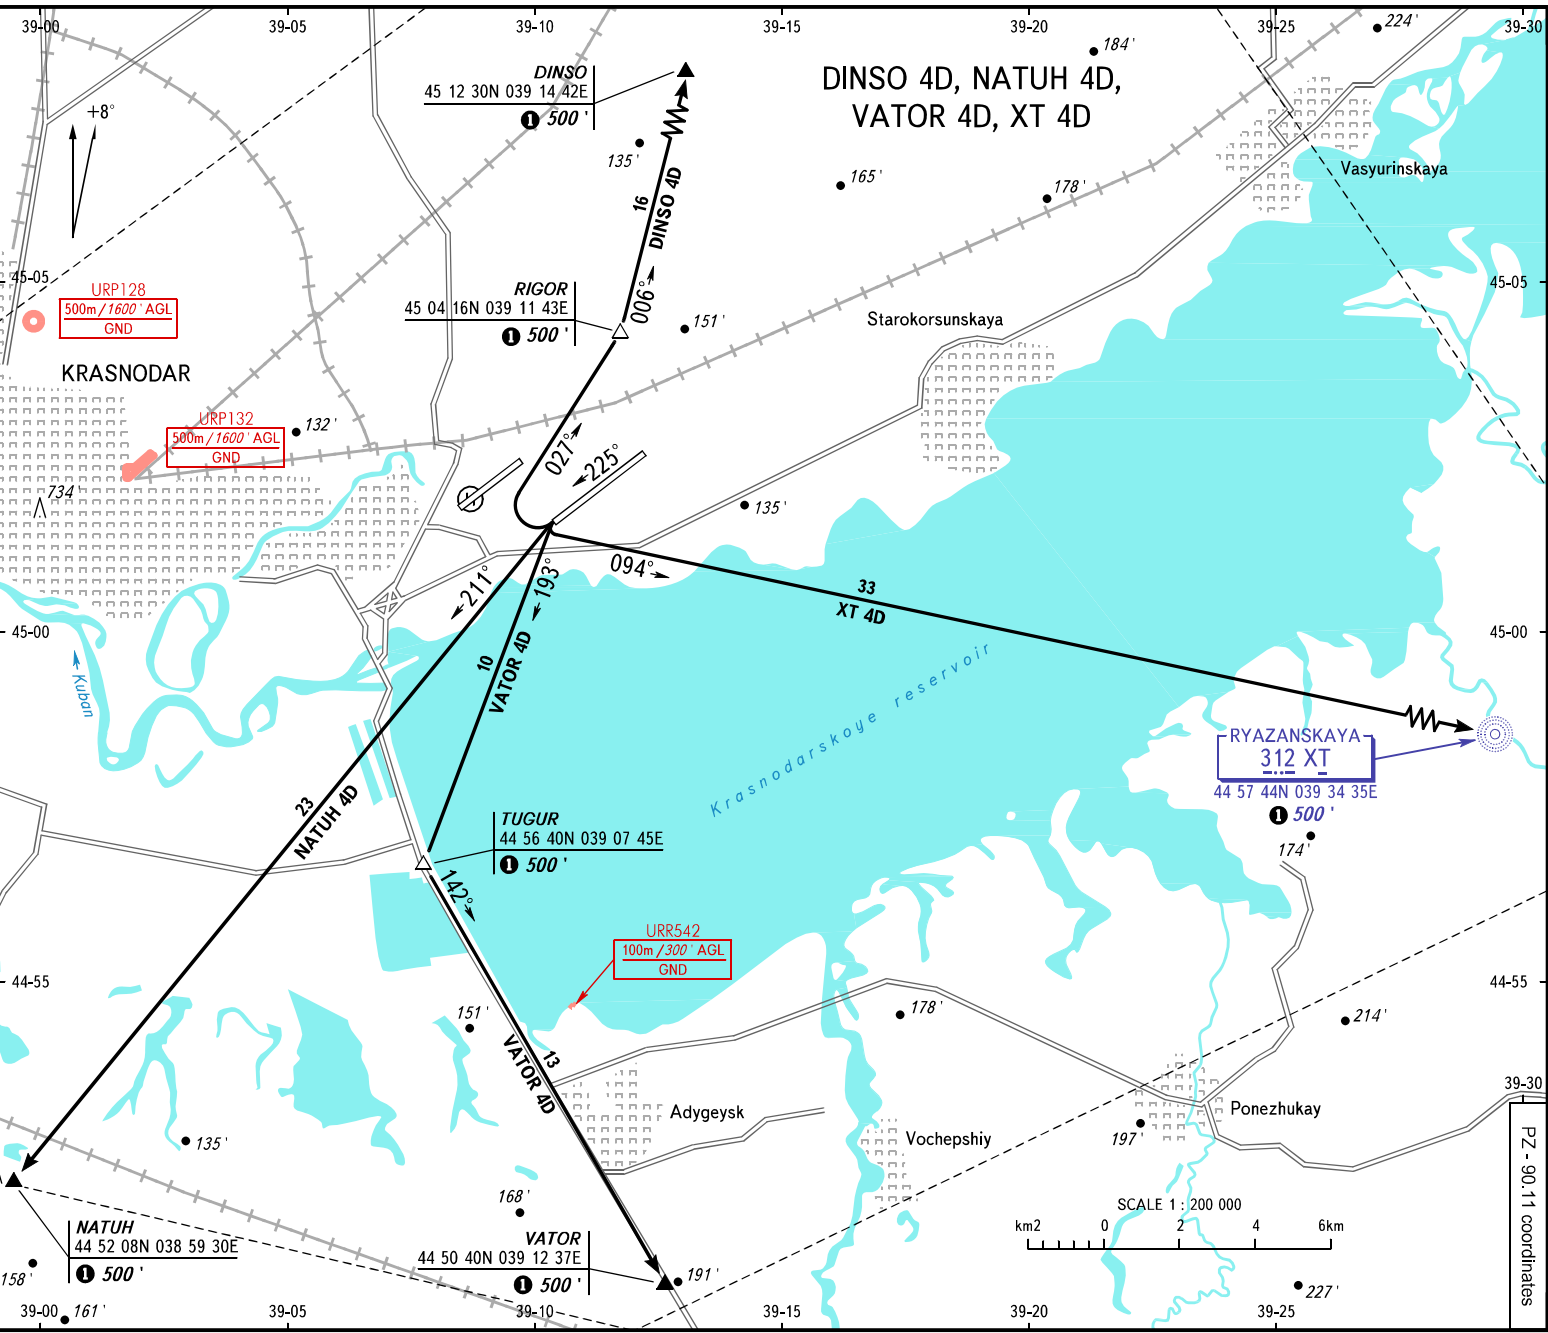 39-00
39-05
39-10
39-15
39-20
39-25
39-30
224'
184'
DINSO 4D, NATUH 4D,
VATOR 4D, XT 4D
DINSO
45 12 30N 039 14 42E
1 500 '
+8°
135'
165'
178'
Vasyurinskaya
16
DINSO 4D
006°
45-05
45-05
URP128
500m/1600 ' AGL
GND
RIGOR
45 04 16N 039 11 43E
1 500 '
151'
Starokorsunskaya
KRASNODAR
URP132
500m/1600 ' AGL
GND
132'
027°
225°
734'
135'
211°
193°
094°
33
XT 4D
45-00
45-00
10
VATOR 4D
Kuban
Krasnodarskoye reservoir
RYAZANSKAYA
312 XT
44 57 44N 039 34 35E
1 500 '
174'
23
NATUH 4D
TUGUR
44 56 40N 039 07 45E
1 500 '
142°
URR542
100m/300 ' AGL
GND
44-55
44-55
151'
178'
214'
13
VATOR 4D
39-30
Adygeysk
Ponezhukay
135'
Vochepshiy
197'
PZ - 90.11 coordinates
168'
SCALE 1 : 200 000
km2 0 2 4 6km
NATUH
44 52 08N 038 59 30E
1 500 '
VATOR
44 50 40N 039 12 37E
1 500 '
158'
191'
227'
161'
39-00
39-05
39-10
39-15
39-20
39-25